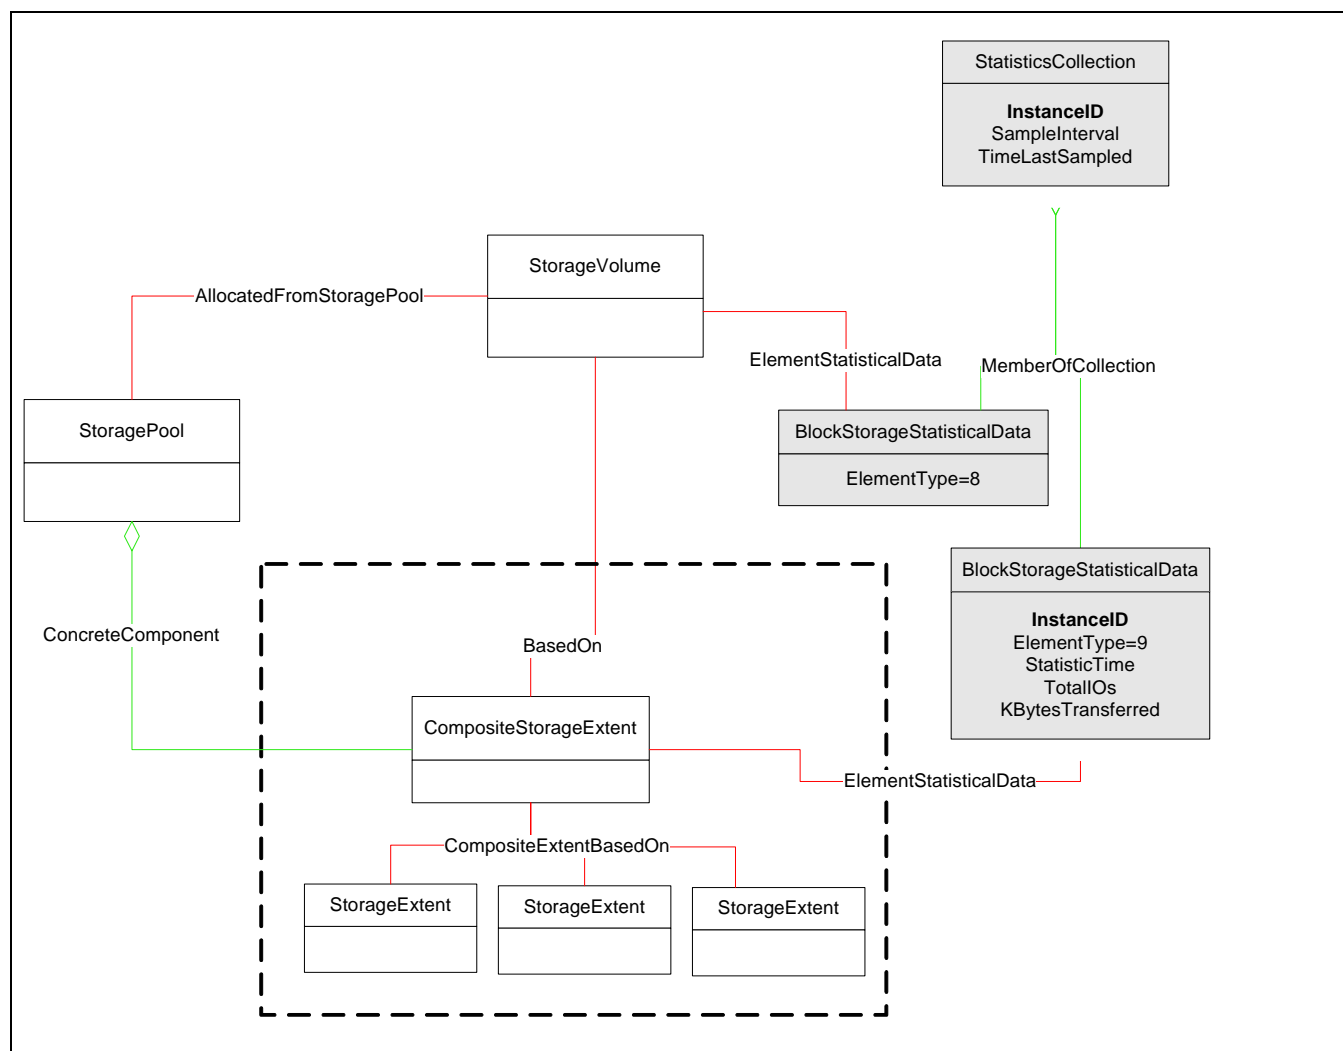 StatisticsCollection
InstanceID
SampleInterval
TimeLastSampled
StorageVolume
AllocatedFromStoragePool
ElementStatisticalData
MemberOfCollection
StoragePool
BlockStorageStatisticalData
ElementType=8
BlockStorageStatisticalData
InstanceID
ElementType=9
StatisticTime
TotalIOs
KBytesTransferred
ConcreteComponent
BasedOn
CompositeStorageExtent
ElementStatisticalData
CompositeExtentBasedOn
StorageExtent
StorageExtent
StorageExtent